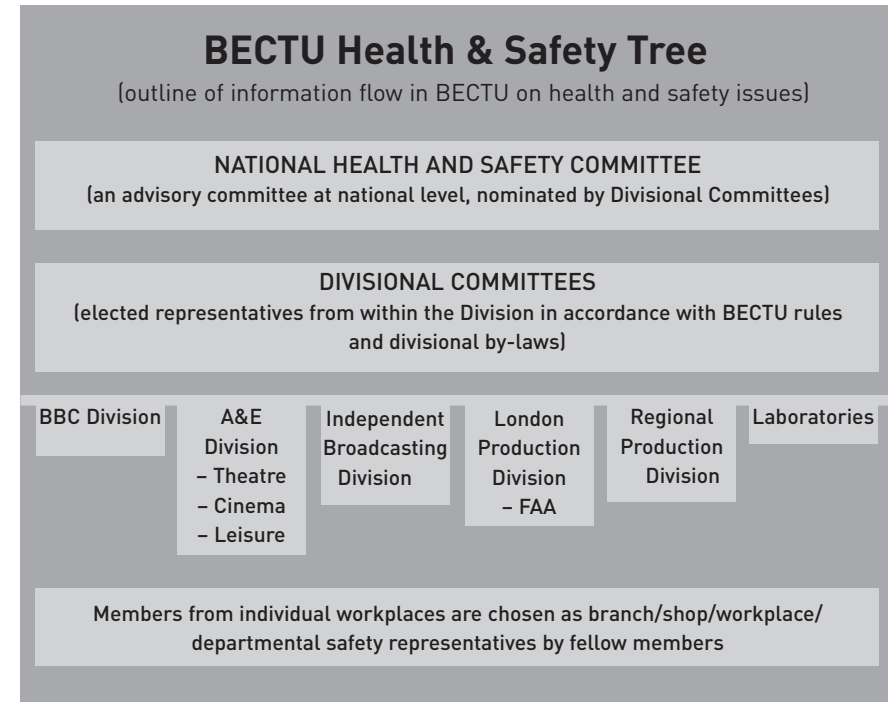 BECTU Health & Safety Tree
(outline of information flow in BECTU on health and safety issues)
NATIONAL HEALTH AND SAFETY COMMITTEE
(an advisory committee at national level, nominated by Divisional Committees)
DIVISIONAL COMMITTEES
(elected representatives from within the Division in accordance with BECTU rules
and divisional by-laws)
BBC Division
A&E
Division
– Theatre
– Cinema
– Leisure
Independent
Broadcasting
Division
London
Production
Division
– FAA
Regional
Production
Division
Laboratories
Members from individual workplaces are chosen as branch/shop/workplace/
departmental safety representatives by fellow members